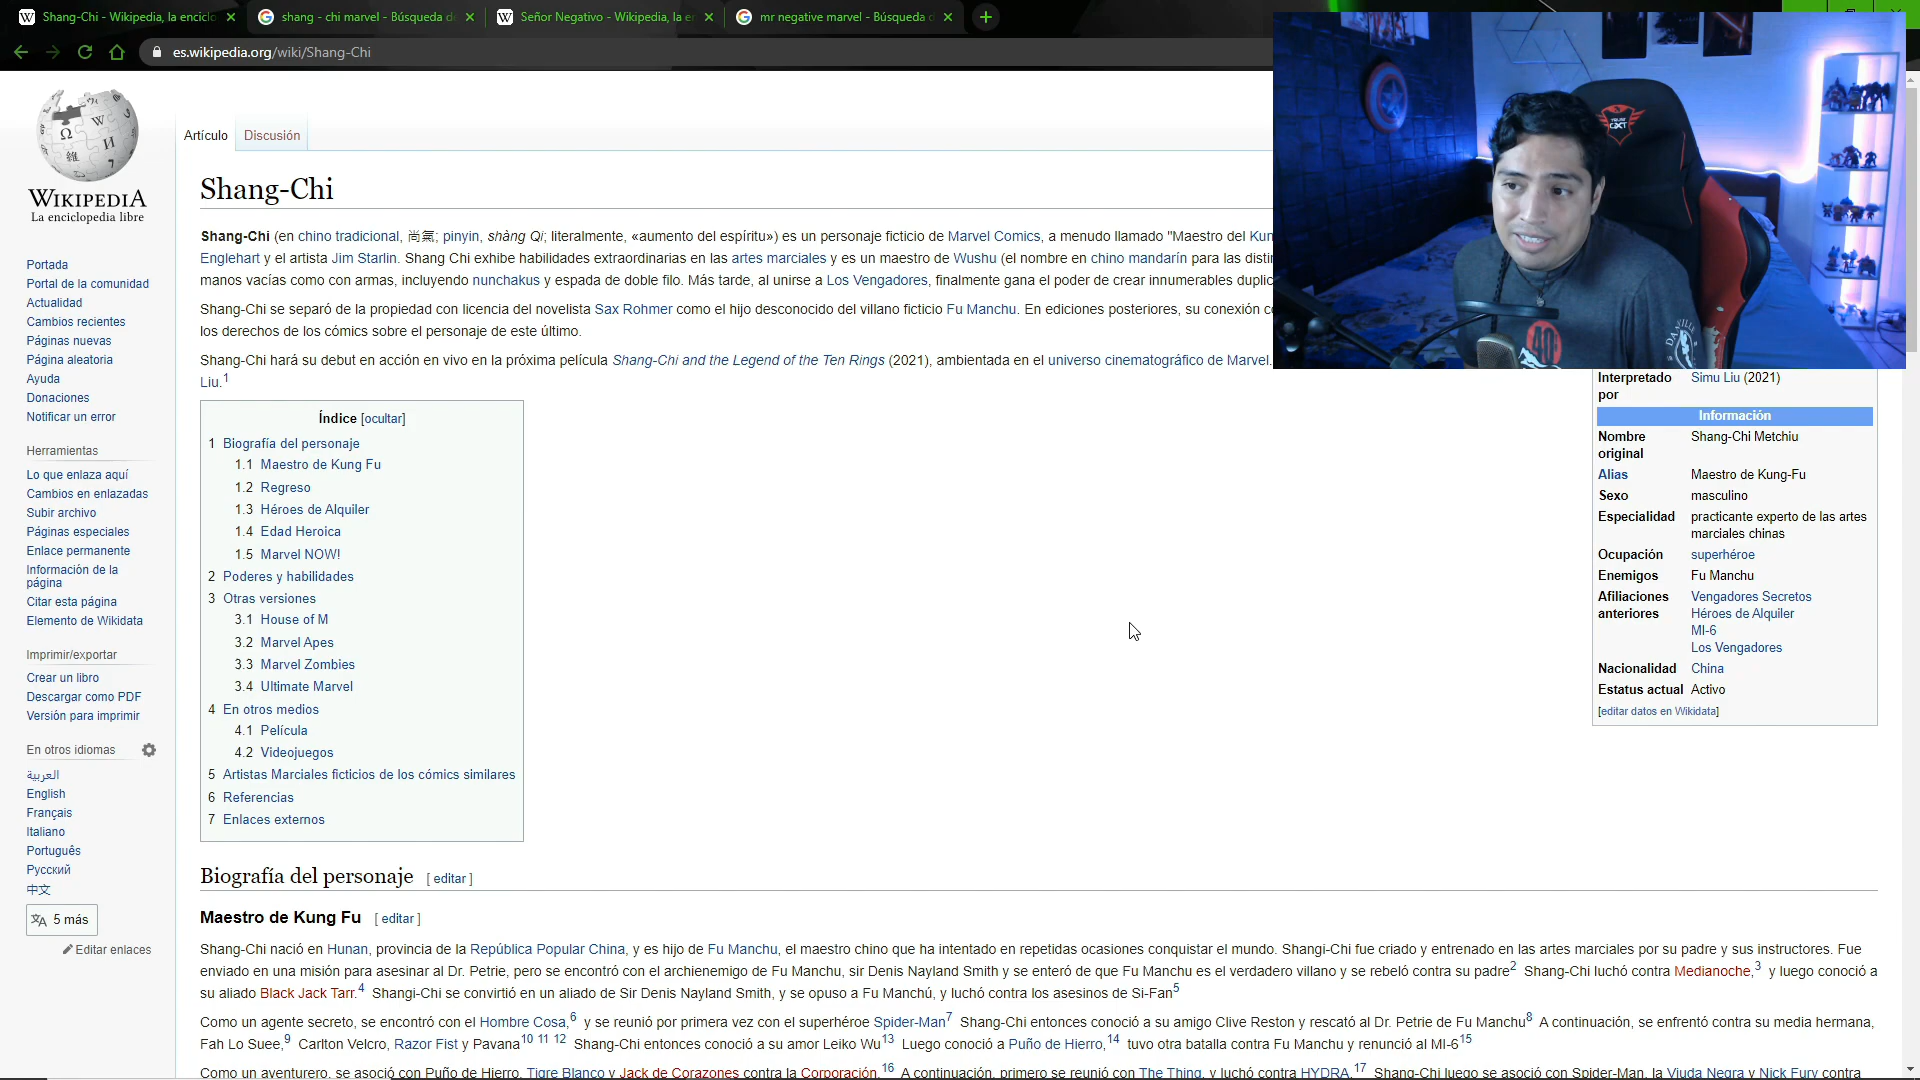 Shang-Chi - Wikipedia, la enciclo
shang - chi marvel - Búsqueda de
Señor Negativo - Wikipedia, la en
mr negative marvel - Búsqueda d
es.wikipedia.org/wiki/Shang-Chi
WIKIPEDIA
La enciclopedia libre
Portada
Portal de la comunidad
Actualidad
Cambios recientes
Páginas nuevas
Página aleatoria
Ayuda
Donaciones
Notificar un error
Herramientas
Lo que enlaza aquí
Cambios en enlazadas
Subir archivo
Páginas especiales
Enlace permanente
Información de la
página
Citar esta página
Elemento de Wikidata
Imprimir/exportar
Crear un libro
Descargar como PDF
Versión para imprimir
En otros idiomas
العربية
English
Français
Italiano
Português
Русский
中文
5 más
Editar enlaces
Artículo
Discusión
Shang-Chi
Shang-Chi (en chino tradicional, 尚氣; pinyin, shàng Qi; literalmente, «aumento del espíritu») es un personaje ficticio de Marvel Comics, a menudo llamado "Maestro del Kun
Englehart y el artista Jim Starlin. Shang Chi exhibe habilidades extraordinarias en las artes marciales y es un maestro de Wushu (el nombre en chino mandarín para las distin
manos vacías como con armas, incluyendo nunchakus y espada de doble filo. Más tarde, al unirse a Los Vengadores, finalmente gana el poder de crear innumerables duplic
Shang-Chi se separó de la propiedad con licencia del novelista Sax Rohmer como el hijo desconocido del villano ficticio Fu Manchu. En ediciones posteriores, su conexión c
los derechos de los cómics sobre el personaje de este último.
Shang-Chi hará su debut en acción en vivo en la próxima película Shang-Chi and the Legend of the Ten Rings (2021), ambientada en el universo cinematográfico de Marvel.
Liu.1
Índice [ocultar]
1 Biografía del personaje
1.1 Maestro de Kung Fu
1.2 Regreso
1.3 Héroes de Alquiler
1.4 Edad Heroica
1.5 Marvel NOW!
2 Poderes y habilidades
3 Otras versiones
3.1 House of M
3.2 Marvel Apes
3.3 Marvel Zombies
3.4 Ultimate Marvel
4 En otros medios
4.1 Película
4.2 Videojuegos
5 Artistas Marciales ficticios de los cómics similares
6 Referencias
7 Enlaces externos
Interpretado por Simu Liu (2021)
Información
Nombre original Shang-Chi Metchiu
Alias Maestro de Kung-Fu
Sexo masculino
Especialidad practicante experto de las artes
marciales chinas
Ocupación superhéroe
Enemigos Fu Manchu
Afiliaciones anteriores Vengadores Secretos
Héroes de Alquiler
MI-6
Los Vengadores
Nacionalidad China
Estatus actual Activo
[editar datos en Wikidata]
Biografía del personaje [ editar ]
Maestro de Kung Fu [ editar ]
Shang-Chi nació en Hunan, provincia de la República Popular China, y es hijo de Fu Manchu, el maestro chino que ha intentado en repetidas ocasiones conquistar el mundo. Shangi-Chi fue criado y entrenado en las artes marciales por su padre y sus instructores. Fue
enviado en una misión para asesinar al Dr. Petrie, pero se encontró con el archienemigo de Fu Manchu, sir Denis Nayland Smith y se enteró de que Fu Manchu es el verdadero villano y se rebeló contra su padre2 Shang-Chi luchó contra Medianoche,3 y luego conoció a
su aliado Black Jack Tarr.4 Shangi-Chi se convirtió en un aliado de Sir Denis Nayland Smith, y se opuso a Fu Manchú, y luchó contra los asesinos de Si-Fan5
Como un agente secreto, se encontró con el Hombre Cosa,6 y se reunió por primera vez con el superhéroe Spider-Man7 Shang-Chi entonces conoció a su amigo Clive Reston y rescató al Dr. Petrie de Fu Manchu8 A continuación, se enfrentó contra su media hermana,
Fah Lo Suee,9 Carlton Velcro, Razor Fist y Pavana10 11 12 Shang-Chi entonces conoció a su amor Leiko Wu13 Luego conoció a Puño de Hierro,14 tuvo otra batalla contra Fu Manchu y renunció al MI-615
Como un aventurero, se asoció con Puño de Hierro, Tigre Blanco y Jack de Corazones contra la Corporación.16 A continuación, primero se reunió con The Thing, y luchó contra HYDRA.17 Shang-Chi luego se asoció con Spider-Man, la Viuda Negra y Nick Fury contra